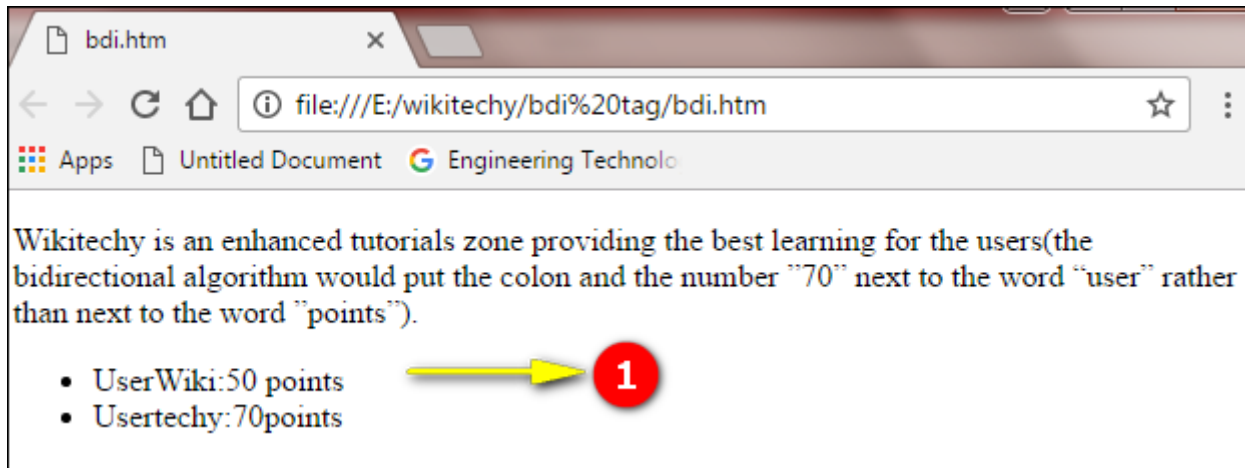 bdi.htm
file:///E:/wikitechy/bdi%20tag/bdi.htm
Apps Untitled Document Engineering Technolo
Wikitechy is an enhanced tutorials zone providing the best learning for the users(the
bidirectional algorithm would put the colon and the number ”70” next to the word “user” rather
than next to the word ”points”).
• UserWiki:50 points
1
• Usertechy:70points